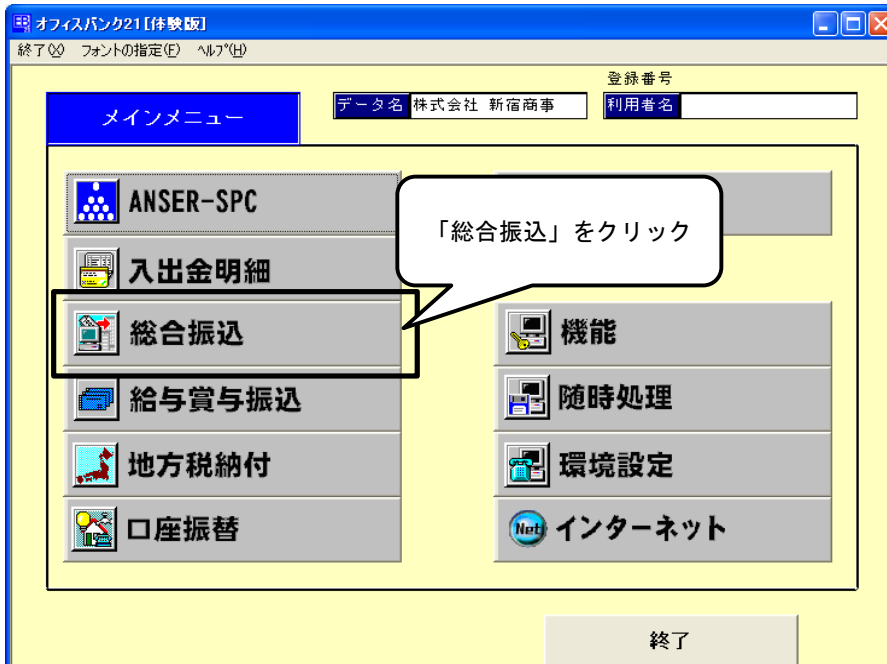 オフィスバンク21[体験版]
終了(X) フォントの指定(F) ヘルプ(H)
登録番号
データ名 株式会社 新宿商事 利用者名
メインメニュー
ANSER-SPC
「総合振込」をクリック
入出金明細
総合振込
機能
給与賞与振込
随時処理
地方税納付
環境設定
口座振替
Net インターネット
終了